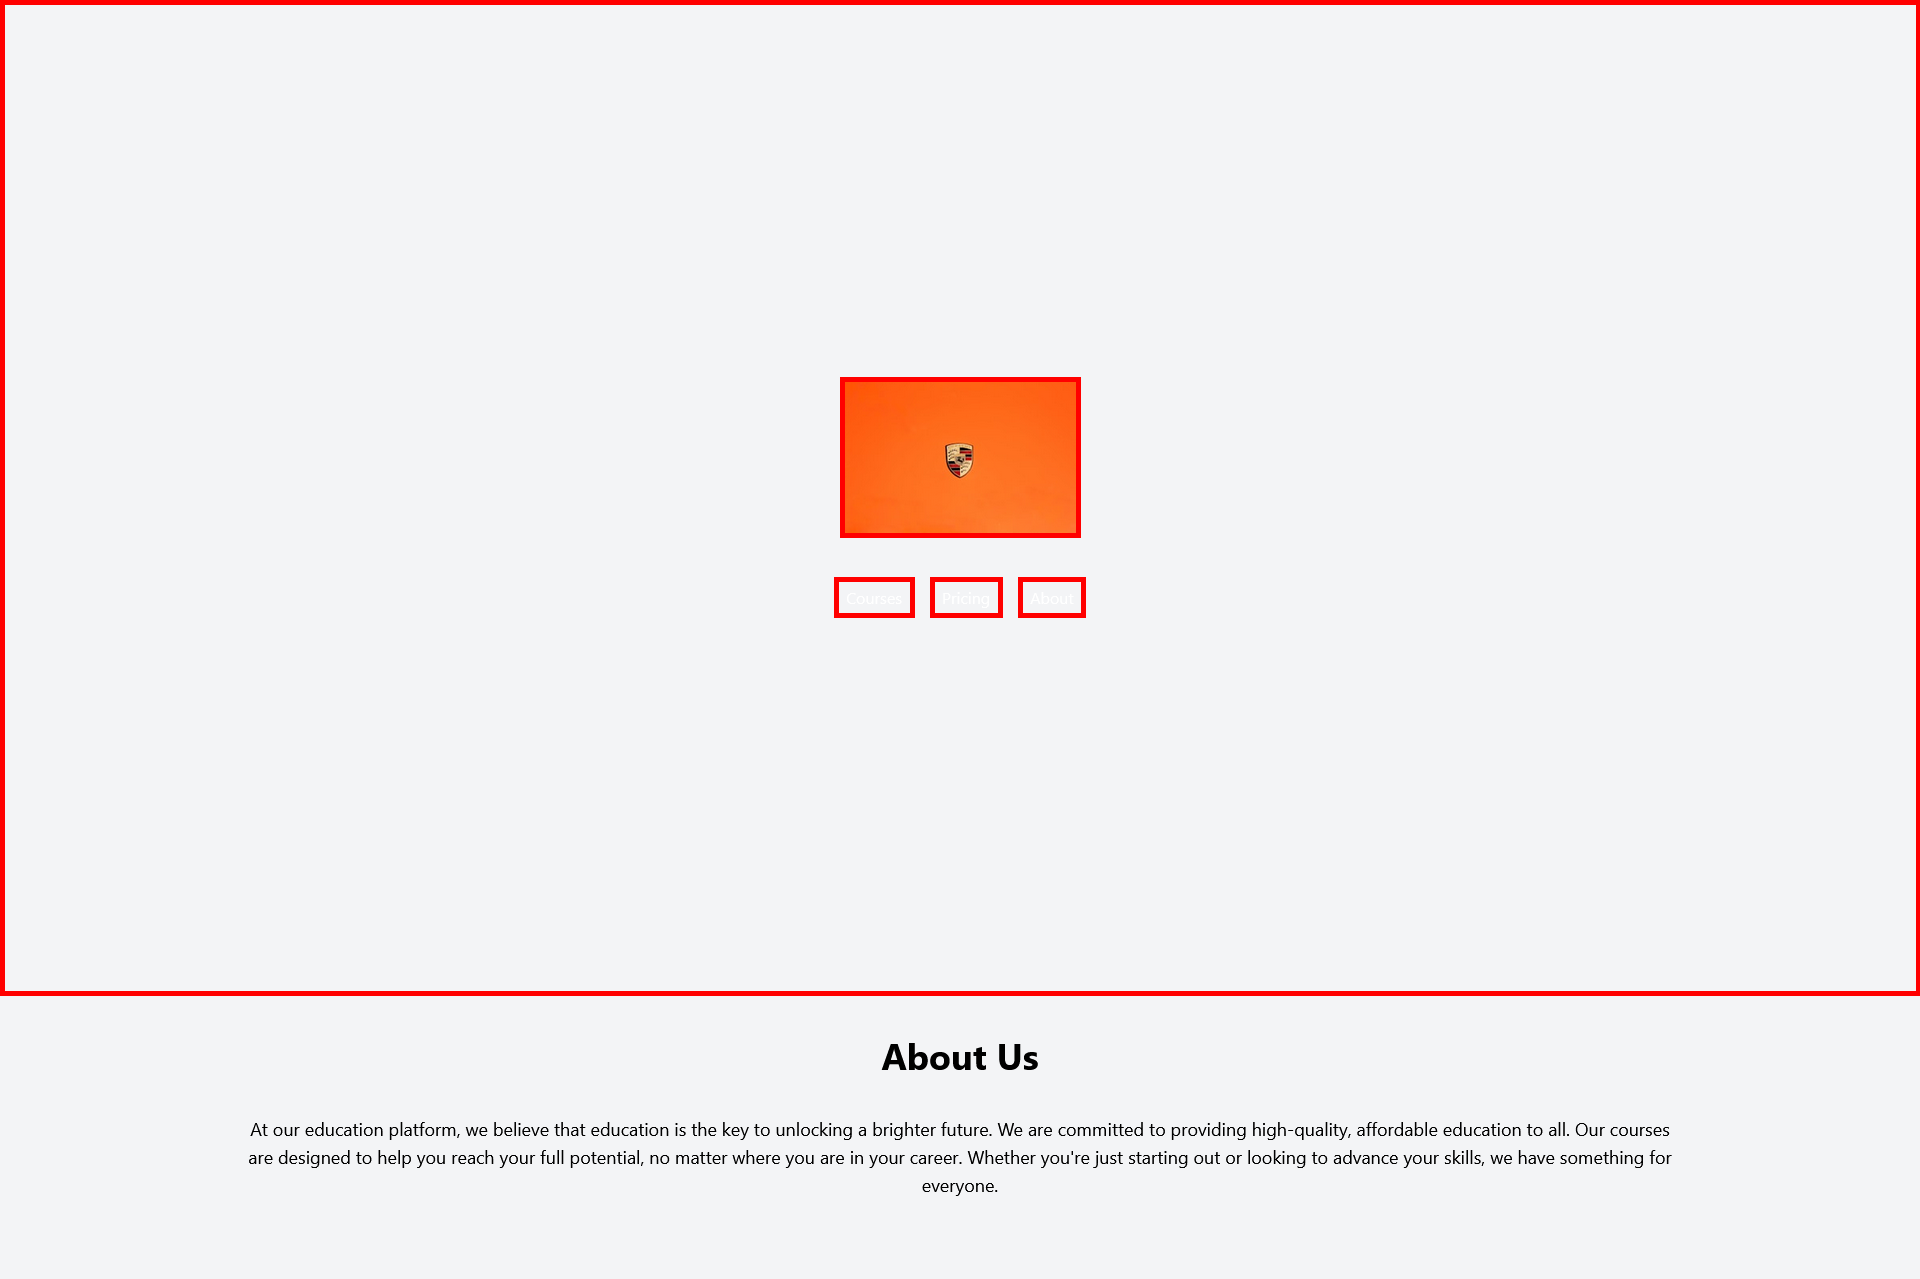 Courses Pricing About
About Us
At our education platform, we believe that education is the key to unlocking a brighter future. We are committed to providing high-quality, affordable education to all. Our courses
are designed to help you reach your full potential, no matter where you are in your career. Whether you're just starting out or looking to advance your skills, we have something for
everyone.